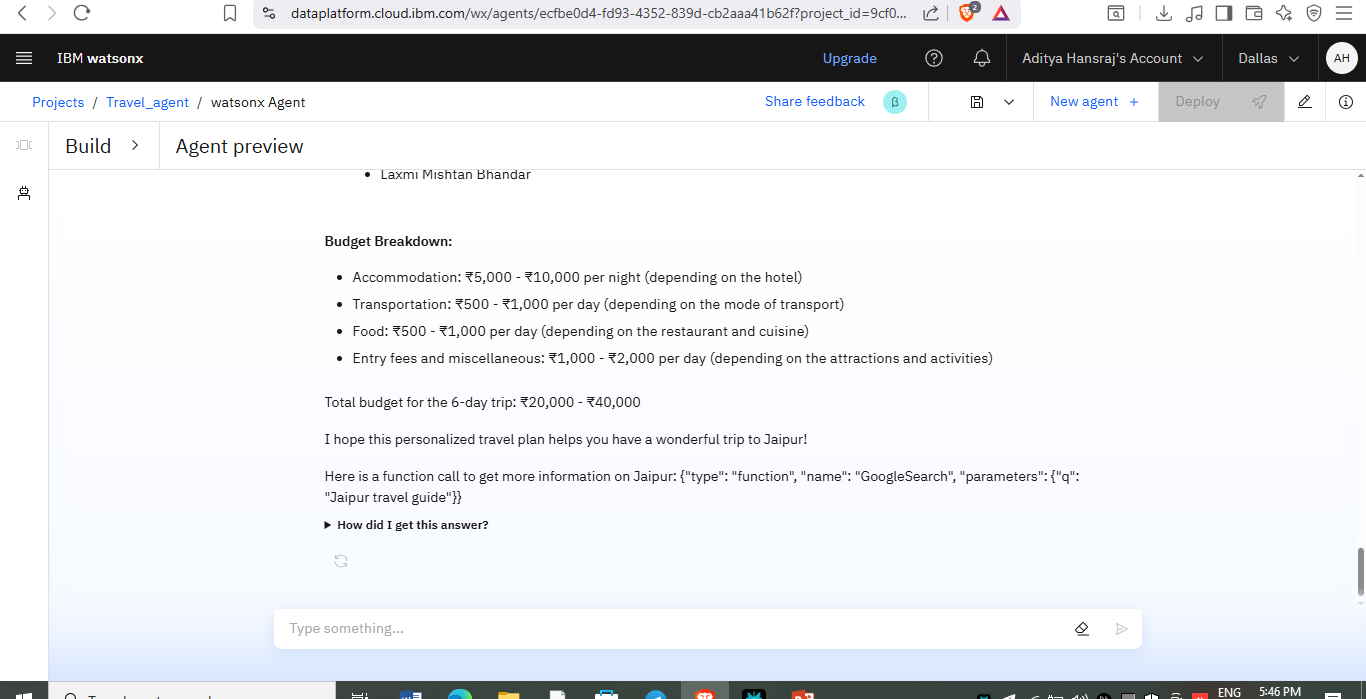 dataplatform.cloud.ibm.com/wx/agents/ecfbe0d4-fd93-4352-839d-cb2aaa41b62f?project_id=9cf0...
2
IBM watsonx
Upgrade
Aditya Hansraj's Account
Dallas
AH
Projects / Travel_agent / watsonx Agent
Share feedback
β
New agent +
Deploy
Build
Agent preview
• Laxmi Mishtan Bhandar
Budget Breakdown:
• Accommodation: ₹5,000 - ₹10,000 per night (depending on the hotel)
• Transportation: ₹500 - ₹1,000 per day (depending on the mode of transport)
• Food: ₹500 - ₹1,000 per day (depending on the restaurant and cuisine)
• Entry fees and miscellaneous: ₹1,000 - ₹2,000 per day (depending on the attractions and activities)
Total budget for the 6-day trip: ₹20,000 - ₹40,000
I hope this personalized travel plan helps you have a wonderful trip to Jaipur!
Here is a function call to get more information on Jaipur: {"type": "function", "name": "GoogleSearch", "parameters": {"q":
"Jaipur travel guide"}}
How did I get this answer?
Type something...
ENG
5:46 PM